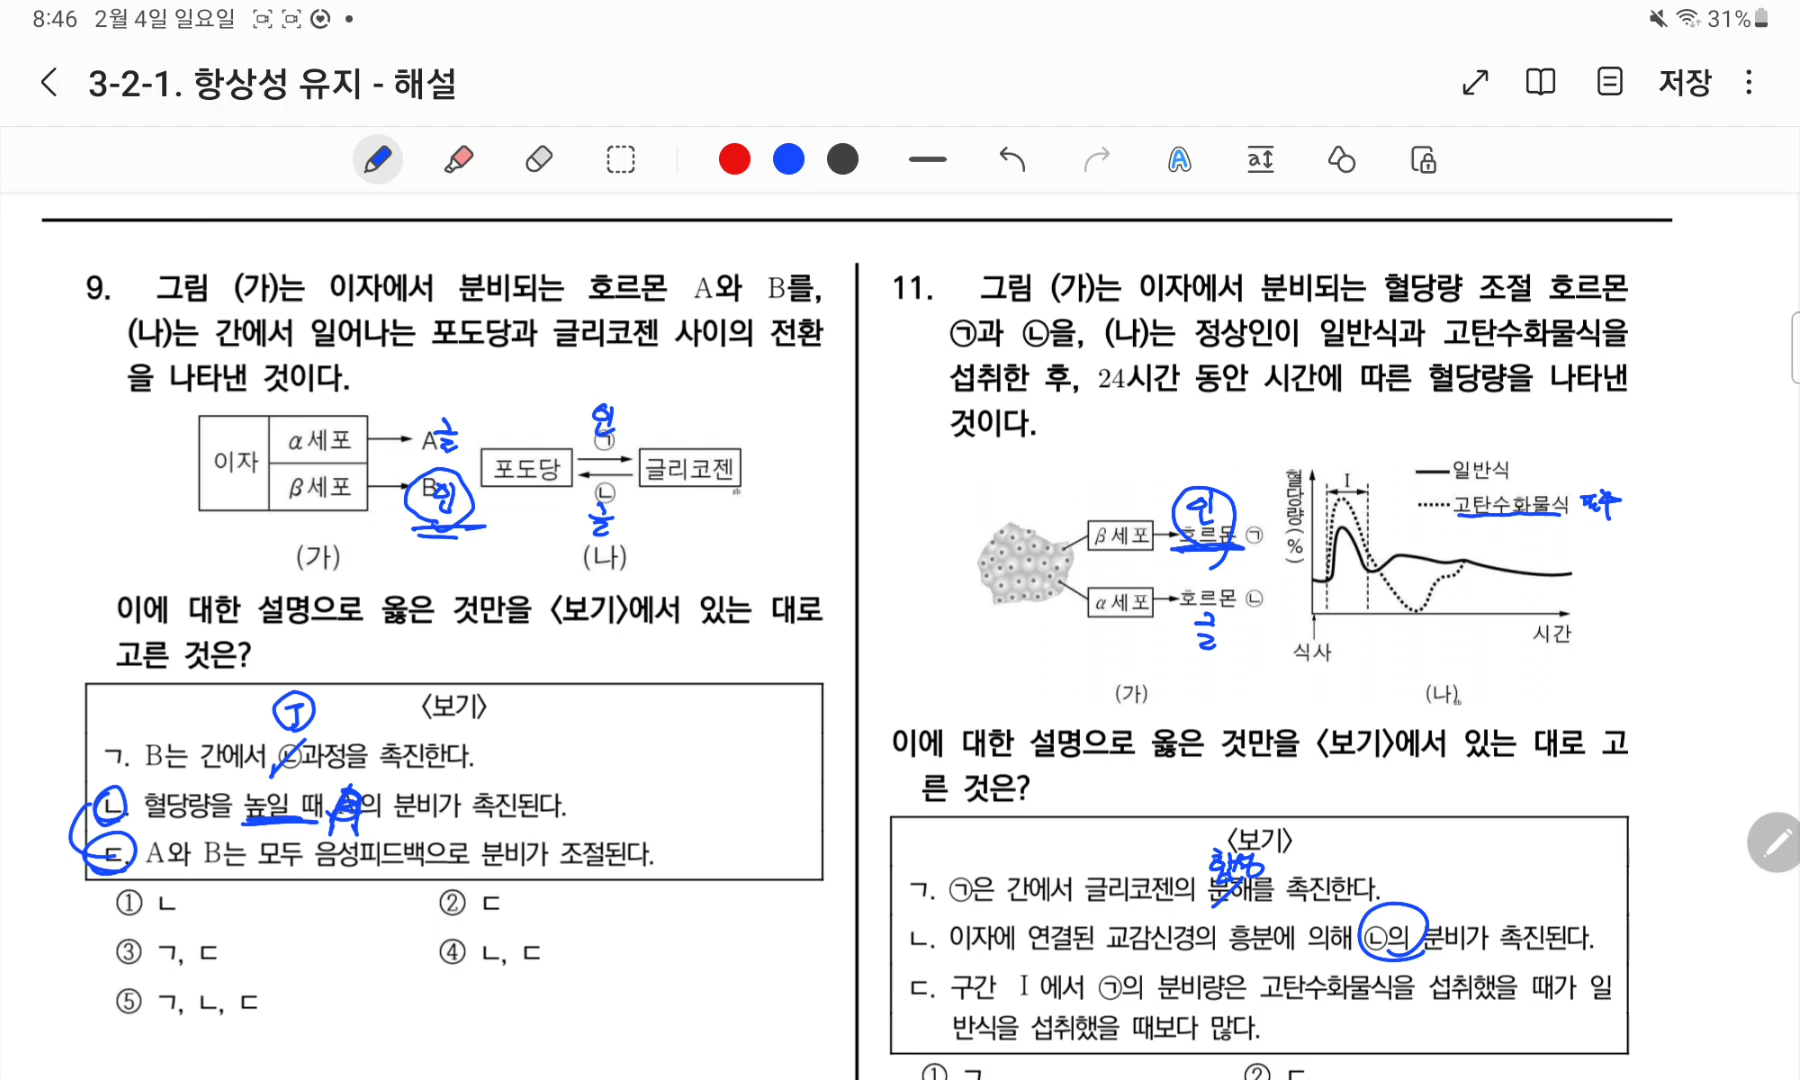 8:46 2월 4일 일요일
31%
3-2-1. 항상성 유지 - 해설
저장
9. 그림 (가)는 이자에서 분비되는 호르몬 A와 B를,
(나)는 간에서 일어나는 포도당과 글리코젠 사이의 전환
을 나타낸 것이다.
이자
α세포
A 글
β세포
B 인
인
㉠
포도당
글리코젠
㉡
글
(가)
(나)
이에 대한 설명으로 옳은 것만을 <보기>에서 있는 대로
고른 것은?
<보기>
ㄱ. B는 간에서 ㉡과정을 촉진한다.
ㄴ. 혈당량을 높일 때 A의 분비가 촉진된다.
ㄷ. A와 B는 모두 음성피드백으로 분비가 조절된다.
① ㄴ
② ㄷ
③ ㄱ, ㄷ
④ ㄴ, ㄷ
⑤ ㄱ, ㄴ, ㄷ
11. 그림 (가)는 이자에서 분비되는 혈당량 조절 호르몬
㉠과 ㉡을, (나)는 정상인이 일반식과 고탄수화물식을
섭취한 후, 24시간 동안 시간에 따른 혈당량을 나타낸
것이다.
인
β세포
호르몬 ㉠
α세포
호르몬 ㉡
글
혈당량(%)
I
일반식
고탄수화물식
시간
식사
(가)
(나)
이에 대한 설명으로 옳은 것만을 <보기>에서 있는 대로 고
른 것은?
<보기>
합성
ㄱ. ㉠은 간에서 글리코젠의 분해를 촉진한다.
ㄴ. 이자에 연결된 교감신경의 흥분에 의해 ㉡의 분비가 촉진된다.
ㄷ. 구간 I에서 ㉠의 분비량은 고탄수화물식을 섭취했을 때가 일
반식을 섭취했을 때보다 많다.
① ㄱ
② ㄷ